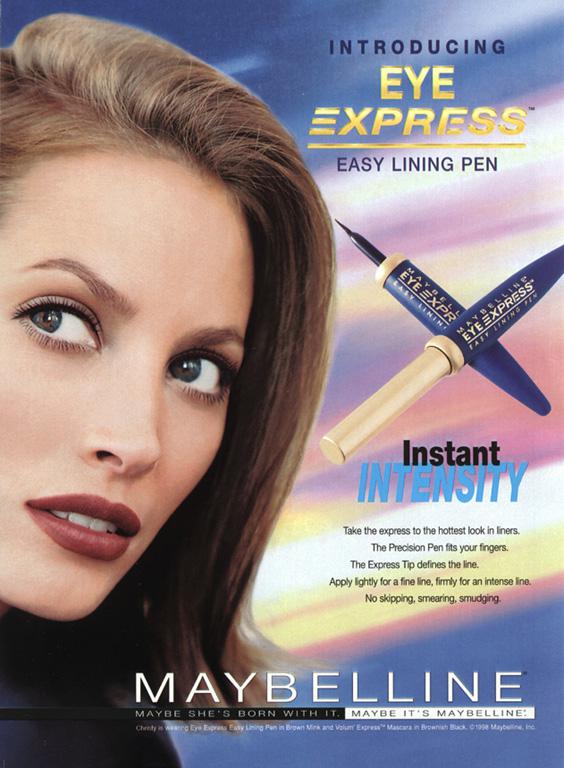 INTRODUCING
EYE
EXPRESS™
EASY LINING PEN
MAYBELL
EYE EXPR
EASY LININ
MAYBELLINE
EYE EXPRESS
EASY LINING PEN
Instant
INTENSITY
Take the express to the hottest look in liners.
The Precision Pen fits your fingers.
The Express Tip defines the line.
Apply lightly for a fine line, firmly for an intense line.
No skipping, smearing, smudging.
MAYBELLINE
MAYBE SHE'S BORN WITH IT. MAYBE IT'S MAYBELLINE.
Christy is wearing Eye Express Easy Lining Pen in Brown Mink and Volum' Express™ Mascara in Brownish Black. ©1998 Maybelline, Inc.